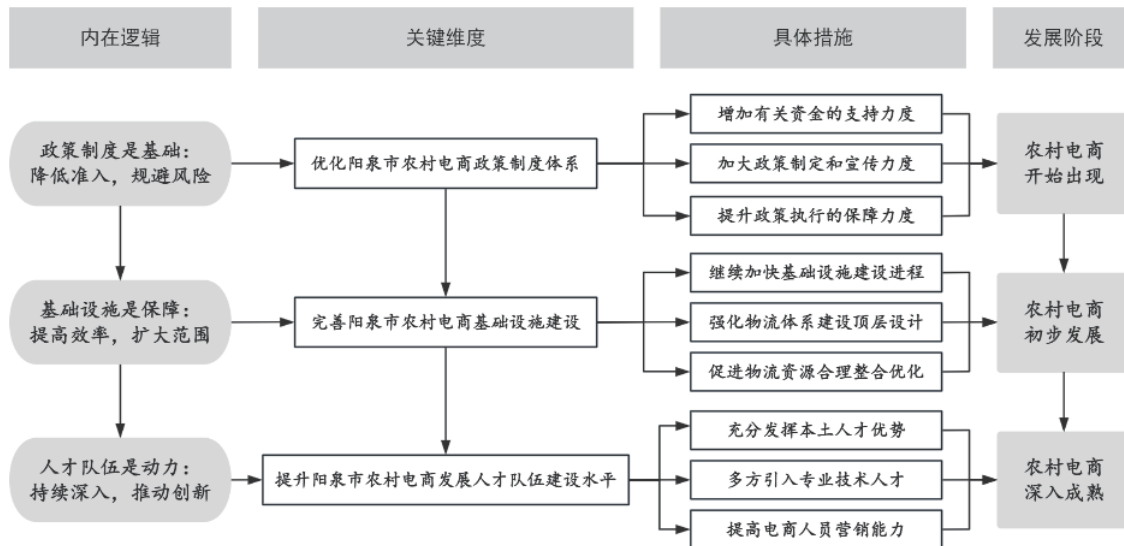 内在逻辑
关键维度
具体措施
发展阶段
政策制度是基础：
降低准入，规避风险
优化阳泉市农村电商政策制度体系
增加有关资金的支持力度
加大政策制定和宣传力度
提升政策执行的保障力度
农村电商
开始出现
基础设施是保障：
提高效率，扩大范围
完善阳泉市农村电商基础设施建设
继续加快基础设施建设进程
强化物流体系建设顶层设计
促进物流资源合理整合优化
农村电商
初步发展
人才队伍是动力：
持续深入，推动创新
提升阳泉市农村电商发展人才队伍建设水平
充分发挥本土人才优势
多方引入专业技术人才
提高电商人员营销能力
农村电商
深入成熟